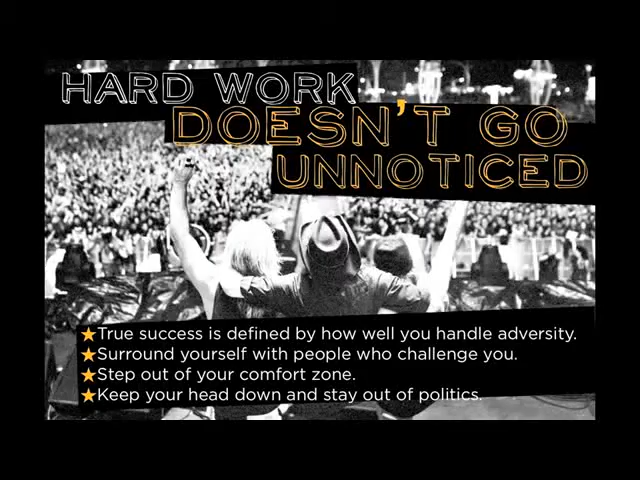 HARD WORK
DOESN'T GO
UNNOTICED
★True success is defined by how well you handle adversity.
★Surround yourself with people who challenge you.
★Step out of your comfort zone.
★Keep your head down and stay out of politics.